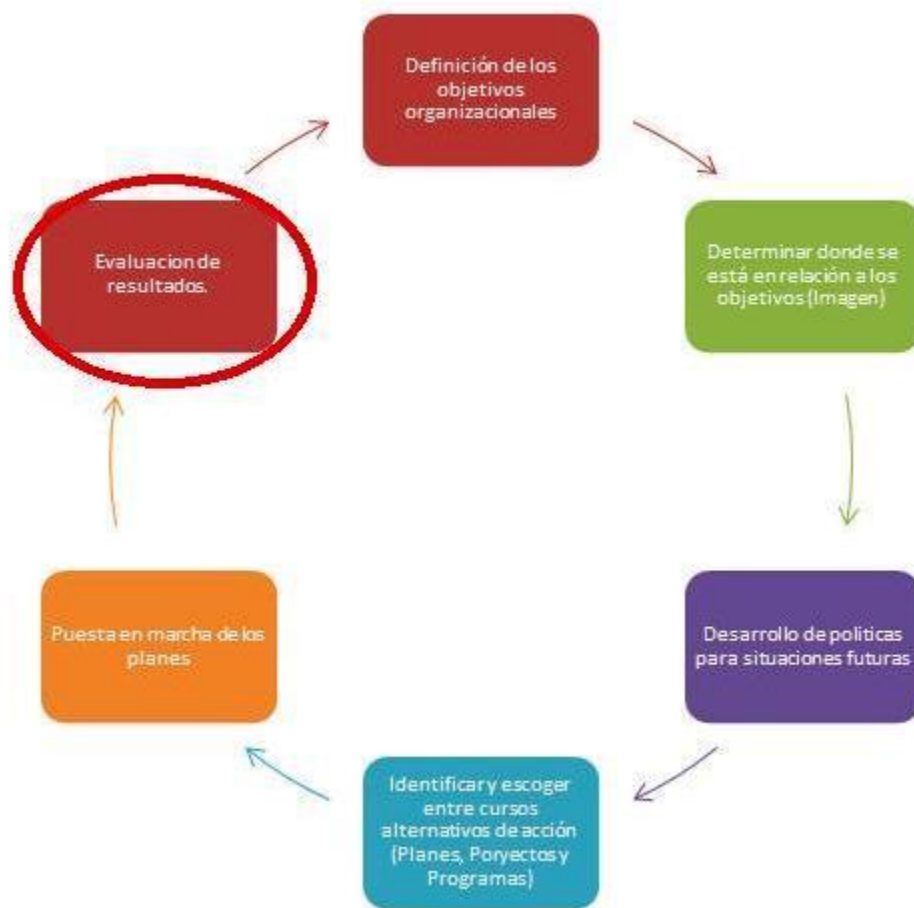 Definición de los
objetivos
organizacionales
Determinar donde se
está en relación a los
objetivos (Imagen)
Desarrollo de politicas
para situaciones futuras
Identificar y escoger
entre cursos
alternativos de acción
(Planes, Poryectos y
Programas)
Puesta en marcha de los
planes
Evaluacion de
resultados.